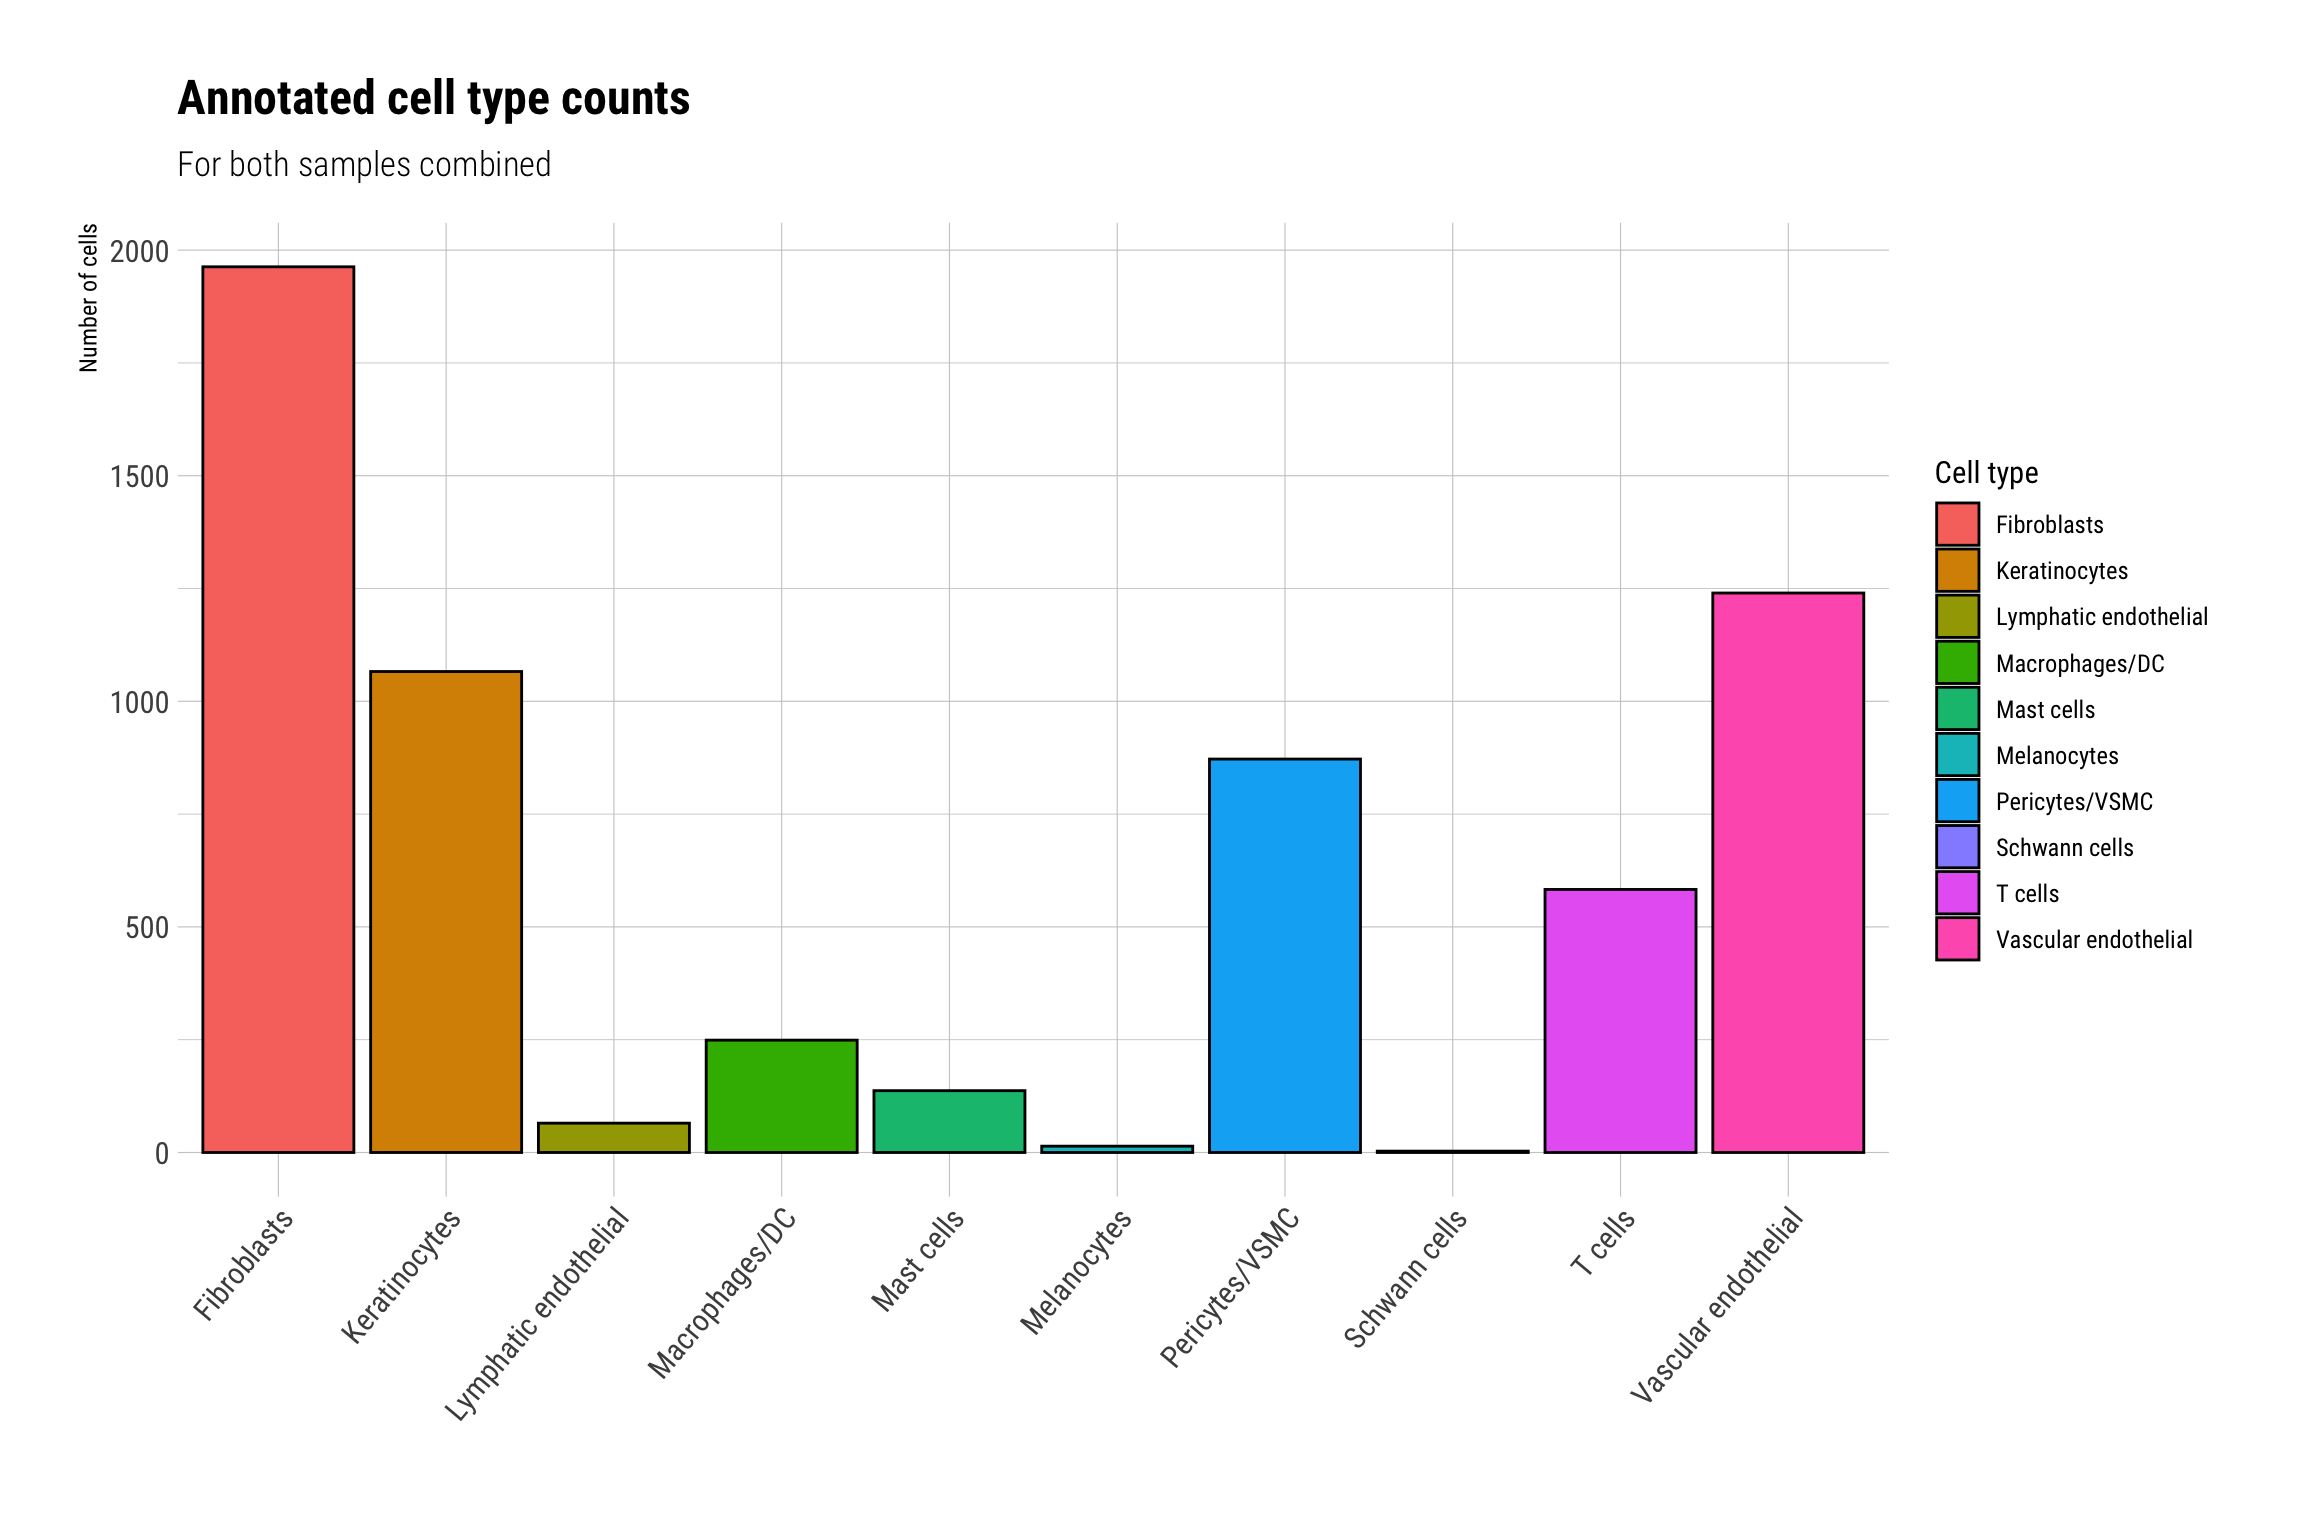 Annotated cell type counts
For both samples combined
Number of cells
2000
1500
1000
500
0
Fibroblasts
Keratinocytes
Lymphatic endothelial
Macrophages/DC
Mast cells
Melanocytes
Pericytes/VSMC
Schwann cells
T cells
Vascular endothelial
Cell type
Fibroblasts
Keratinocytes
Lymphatic endothelial
Macrophages/DC
Mast cells
Melanocytes
Pericytes/VSMC
Schwann cells
T cells
Vascular endothelial